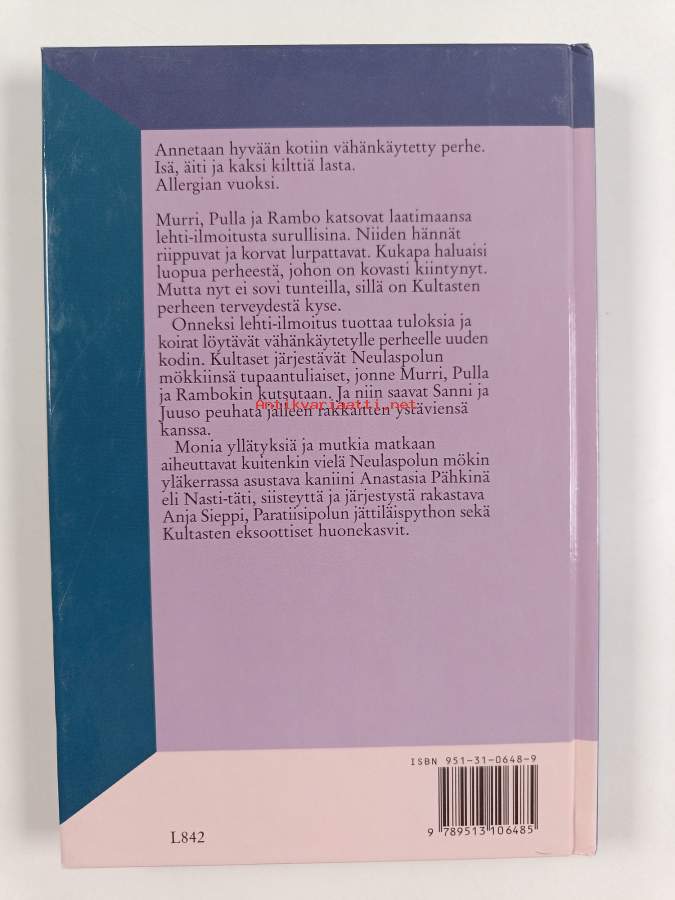 Annetaan hyvään kotiin vähänkäytetty perhe.
Isä, äiti ja kaksi kilttiä lasta.
Allergian vuoksi.
Murri, Pulla ja Rambo katsovat laatimaansa
lehti-ilmoitusta surullisina. Niiden hännät
riippuvat ja korvat lurpattavat. Kukapa haluaisi
luopua perheestä, johon on kovasti kiintynyt.
Mutta nyt ei sovi tunteilla, sillä on Kultasten
perheen terveydestä kyse.
Onneksi lehti-ilmoitus tuottaa tuloksia ja
koirat löytävät vähänkäytetylle perheelle uuden
kodin. Kultaset järjestävät Neulaspolun
mökkiinsä tupaantuliaiset, jonne Murri, Pulla
ja Rambokin kutsutaan. Ja niin saavat Sanni ja
Antikvariaatti.net
Juuso peuhata jälleen rakkaitten ystäviensä
kanssa.
Monia yllätyksiä ja mutkia matkaan
aiheuttavat kuitenkin vielä Neulaspolun mökin
yläkerrassa asustava kaniini Anastasia Pähkinä
eli Nasti-täti, siisteyttä ja järjestystä rakastava
Anja Sieppi, Paratiisipolun jättiläispython sekä
Kultasten eksoottiset huonekasvit.
ISBN 951-31-0648-9
9 789513 106485
L842